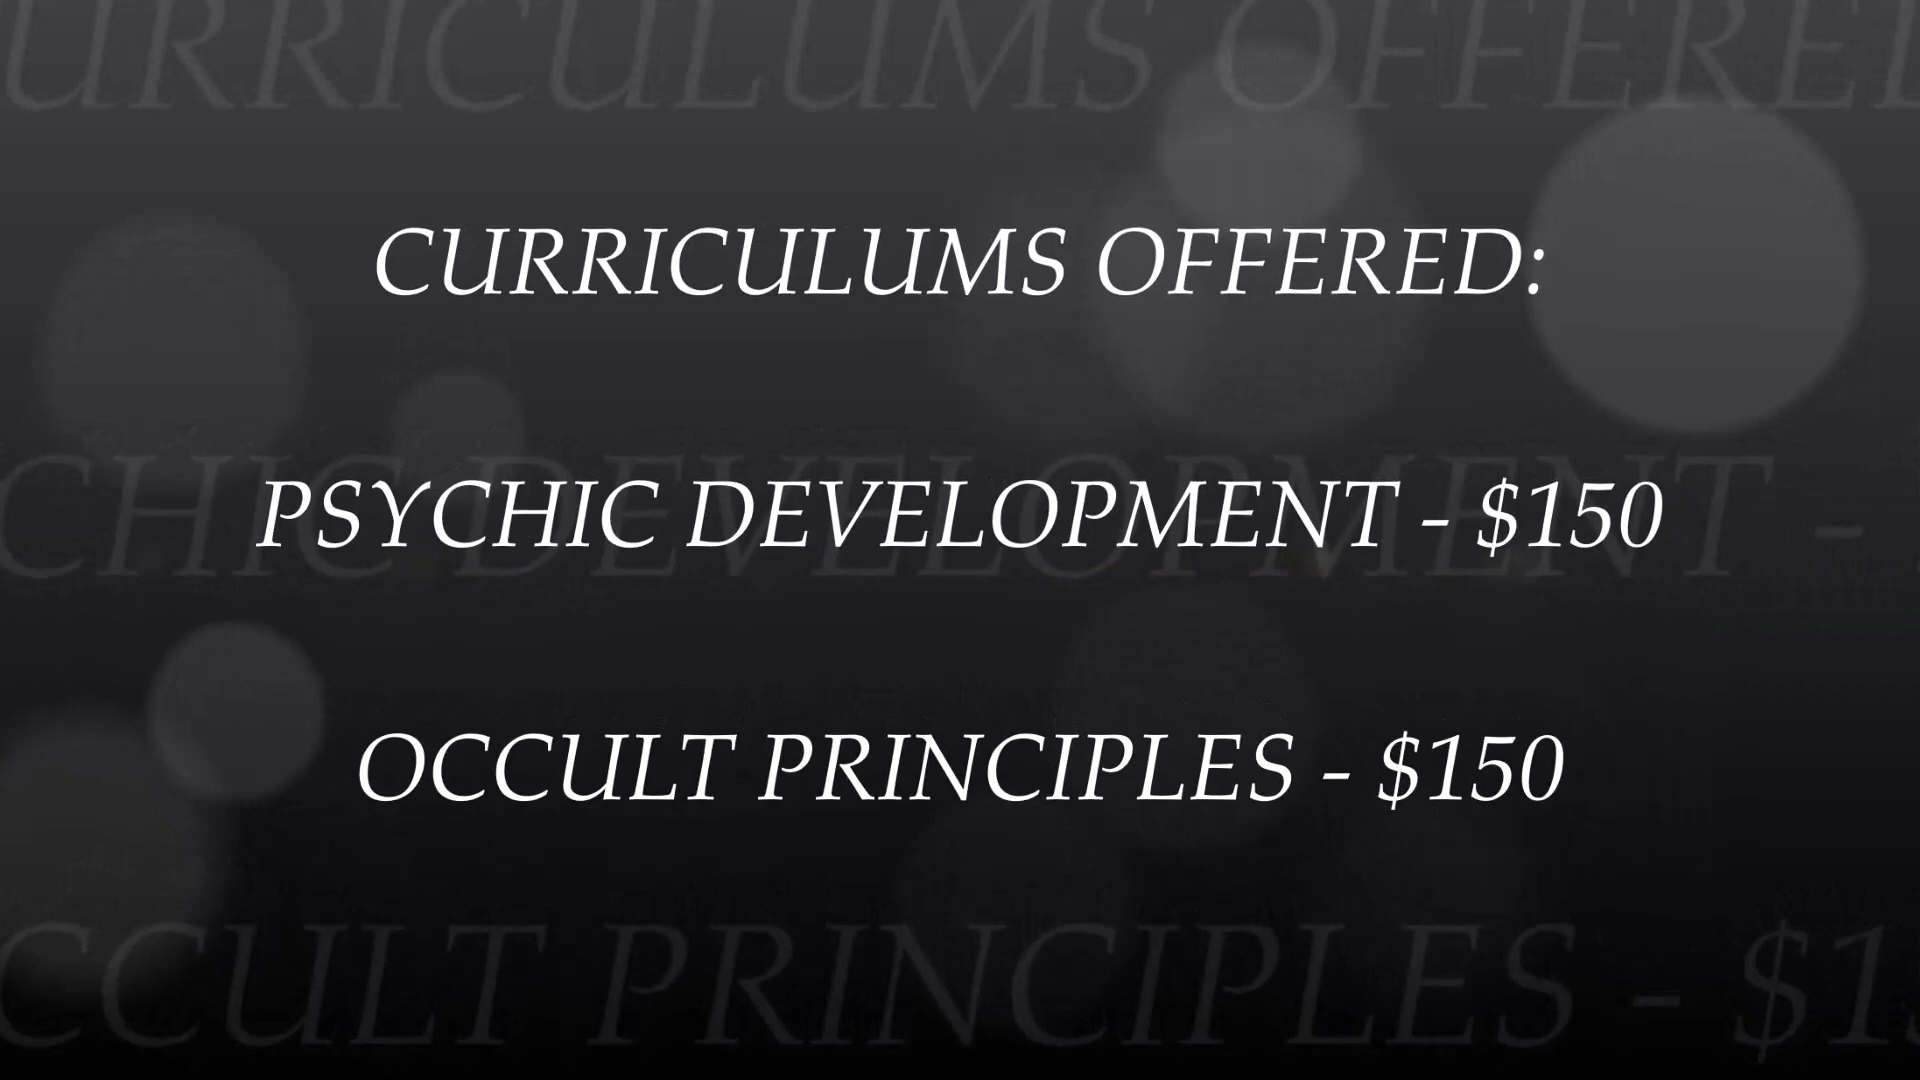 CURRICULUMS OFFERED:
PSYCHIC DEVELOPMENT - $150
OCCULT PRINCIPLES - $150